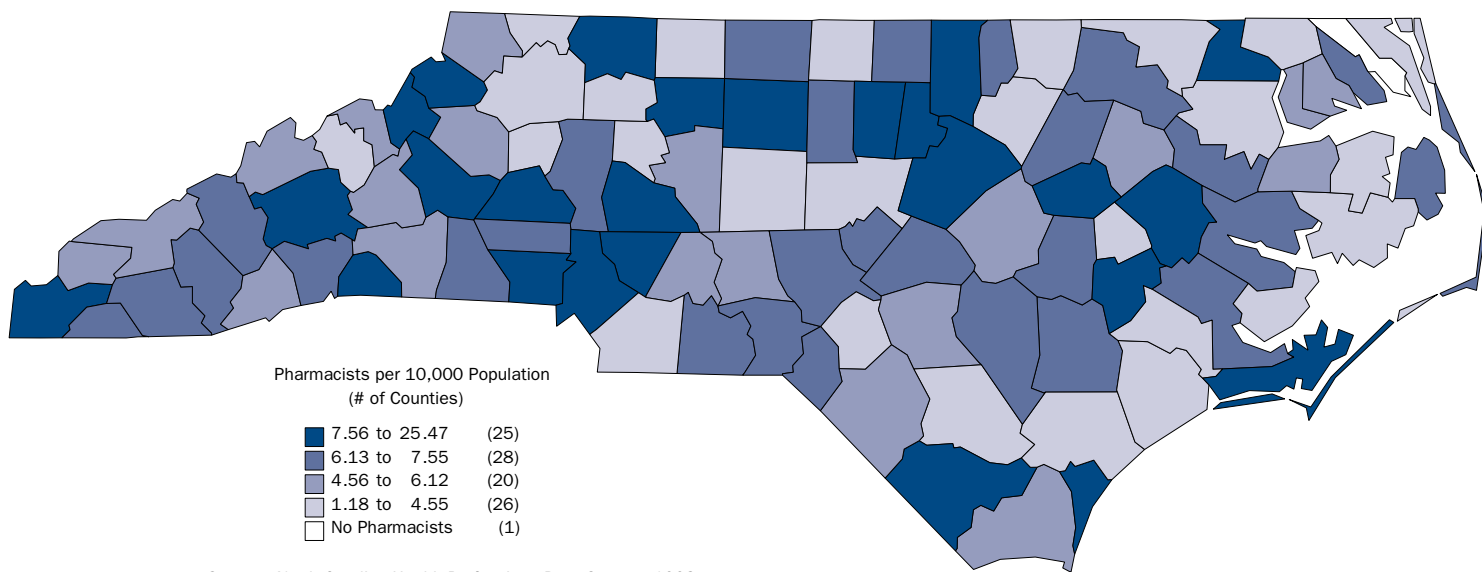 Pharmacists per 10,000 Population
(# of Counties)
7.56 to 25.47 (25)
6.13 to 7.55 (28)
4.56 to 6.12 (20)
1.18 to 4.55 (26)
No Pharmacists (1)